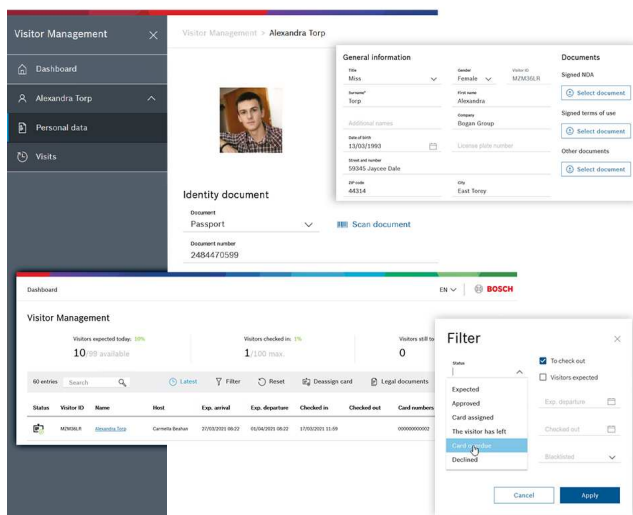 Visitor Management
Visitor Management > Alexandra Torp
Dashboard
Alexandra Torp
Personal data
Visits
General information
Title
Miss
Gender
Female
Visitor ID
MZM36LR
Surname*
Torp
First name
Alexandra
Additional names
Company
Bogan Group
Date of birth
13/03/1993
License plate number
Street and number
59345 Jaycee Dale
ZIP code
44314
City
East Torey
Documents
Signed NDA
Select document
Signed terms of use
Select document
Other documents
Select document
Identity document
Document
Passport
Scan document
Document number
2484470599
Dashboard
EN
BOSCH
Visitor Management
Visitors expected today: 10%
10/99 available
Visitors checked in: 1%
1/100 max.
Visitors still to
0
60 entries
Search
Latest
Filter
Reset
Deassign card
Legal documents
Status Visitor ID Name Host Exp. arrival Exp. departure Checked in Checked out Card numbers
MZM36LR Alexandra Torp Carmella Beahan 27/03/2021 08:22 01/04/2021 08:22 17/02/2021 11:59 000000000002
Filter
Status
Expected
Approved
Card assigned
The visitor has left
Card
Declined
To check out
Visitors expected
Exp. departure
Checked out
Blacklisted
Cancel
Apply